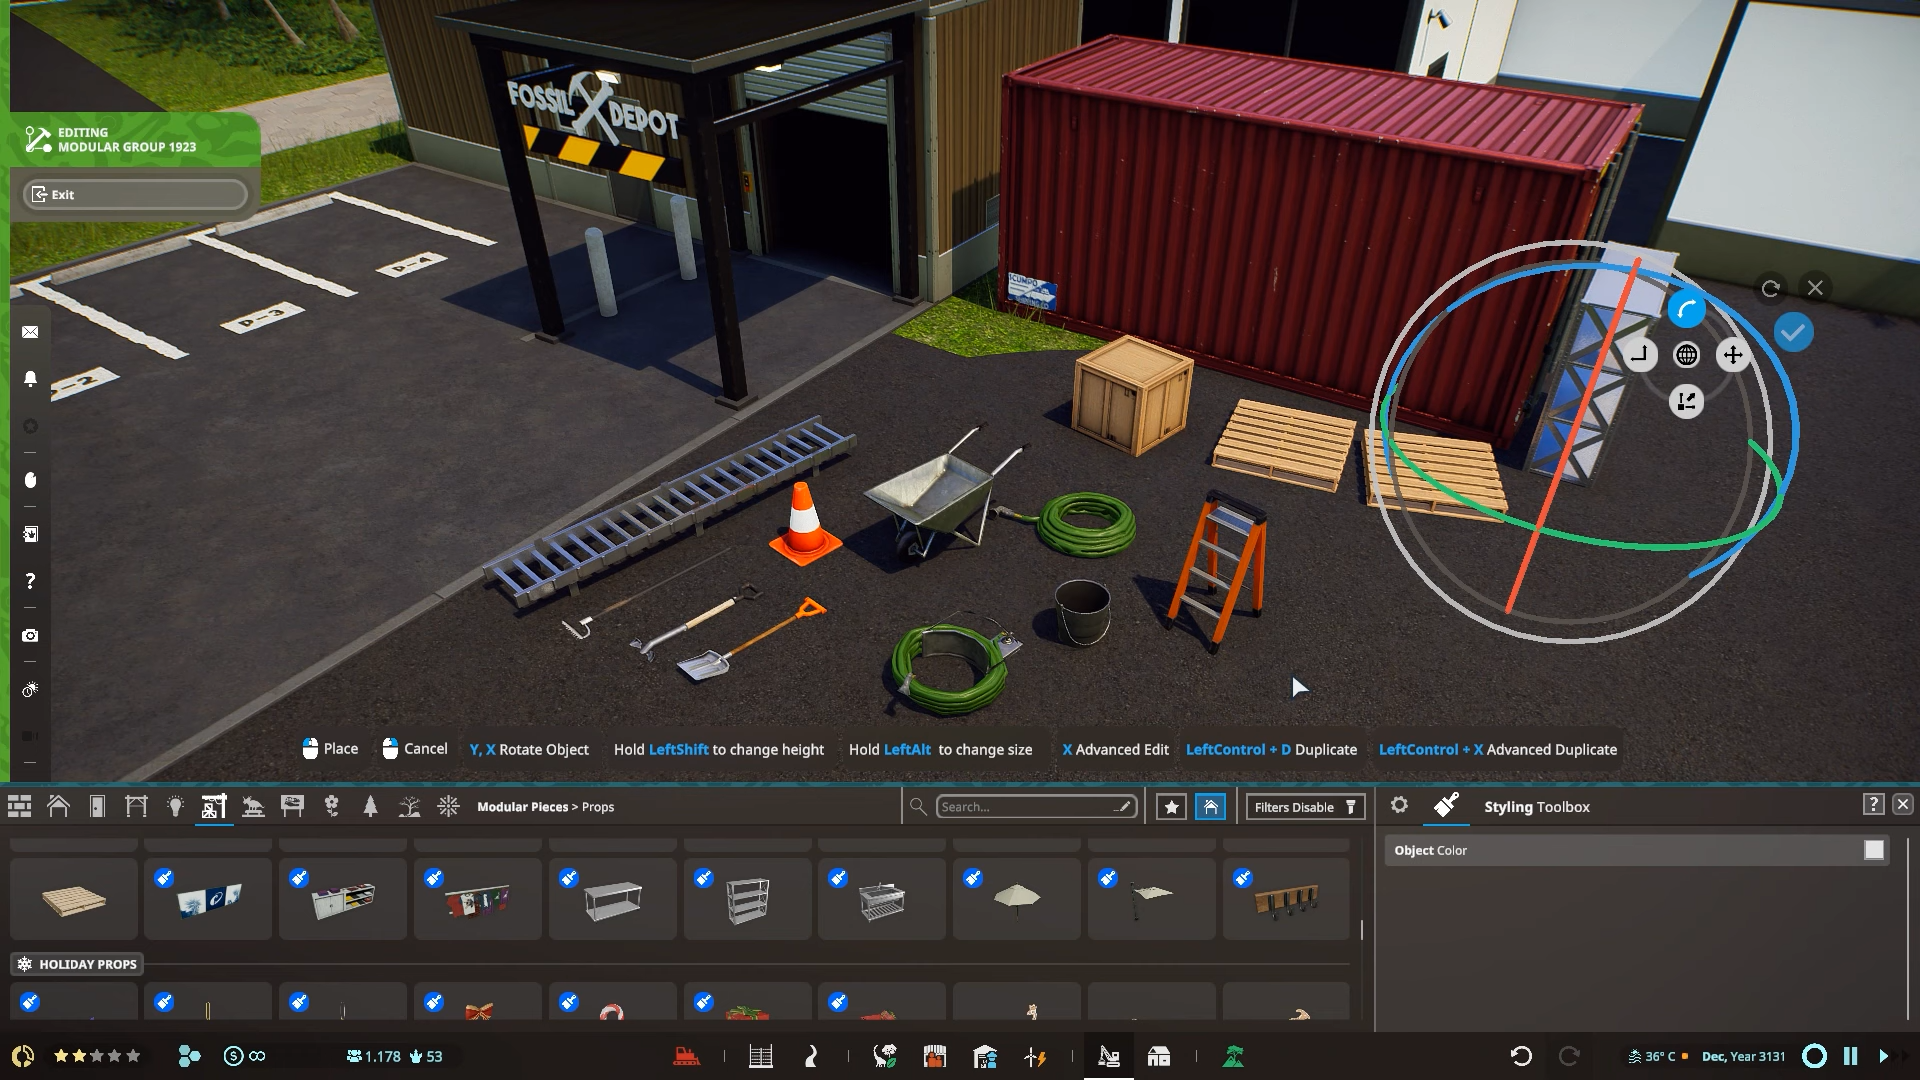 FOSSIL DEPOT
EDITING
MODULAR GROUP 1923
Exit
P-4
P-3
P-2
SCUMPO
?
Place
Cancel
Y, X Rotate Object
Hold LeftShift to change height
Hold LeftAlt to change size
X Advanced Edit
LeftControl + D Duplicate
LeftControl + X Advanced Duplicate
Modular Pieces > Props
Search...
Filters Disable
Styling Toolbox
?
Object Color
HOLIDAY PROPS
$ ∞
1.178
53
36° C
Dec, Year 3131